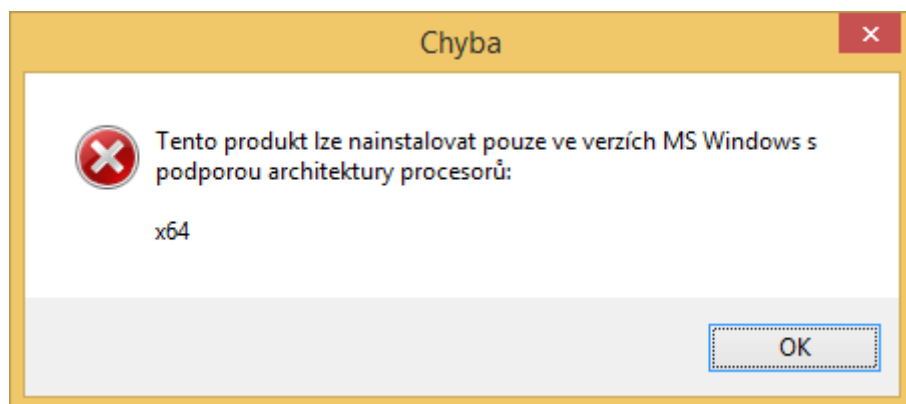 Chyba
Tento produkt lze nainstalovat pouze ve verzích MS Windows s
podporou architektury procesorů:
x64
OK